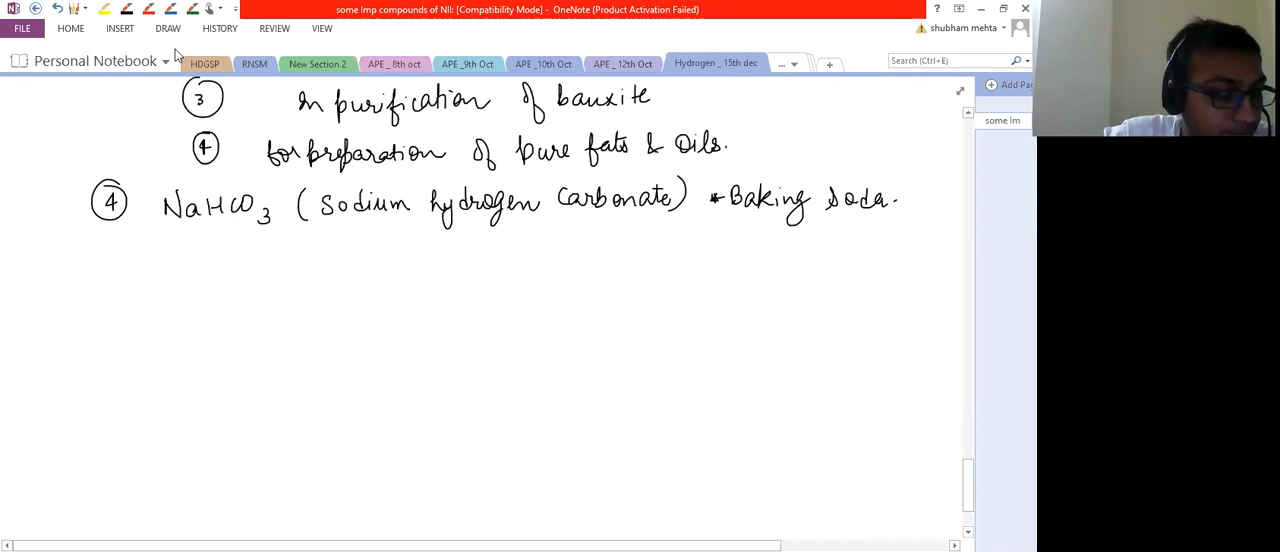 some Imp compounds of NII: [Compatibility Mode] - OneNote (Product Activation Failed)
FILE HOME INSERT DRAW HISTORY REVIEW VIEW shubham mehta
Personal Notebook HDGSP RNSM New Section 2 APE _ 8th oct APE _9th Oct APE _10th Oct APE _ 12th Oct Hydrogen _ 15th dec ... Search (Ctrl+E)
Add Pag
some Im
3 In purification of bauxite
4 for preparation of pure fats & Oils.
4 NaHCO3 (Sodium hydrogen Carbonate) *Baking Soda.